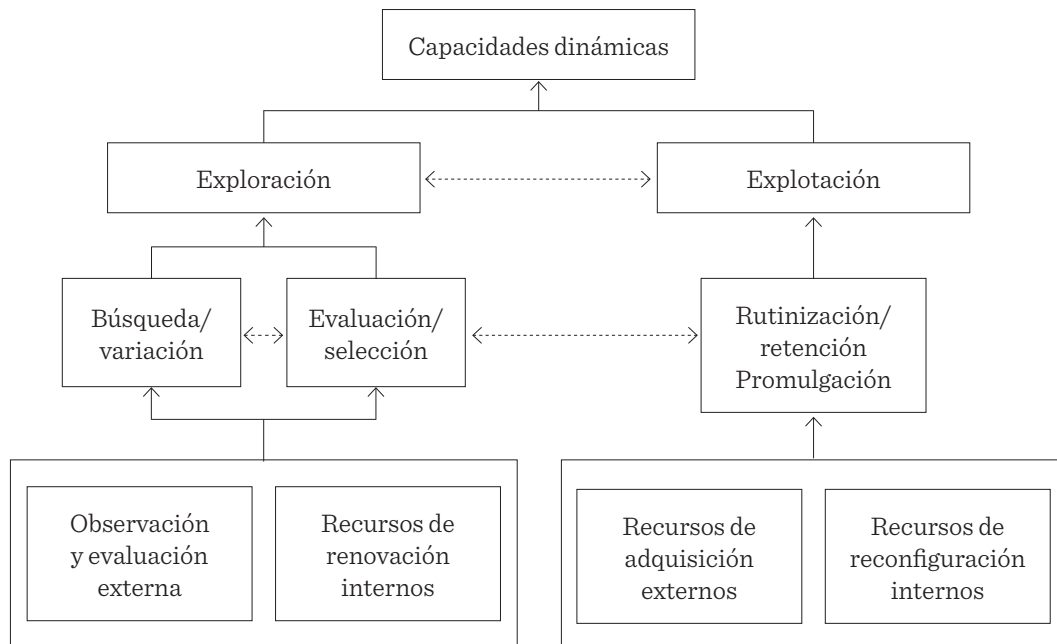 Capacidades dinámicas
Exploración
Explotación
Búsqueda/
variación
Evaluación/
selección
Rutinización/
retención
Promulgación
Observación
y evaluación
externa
Recursos de
renovación
internos
Recursos de
adquisición
externos
Recursos de
reconfiguración
internos